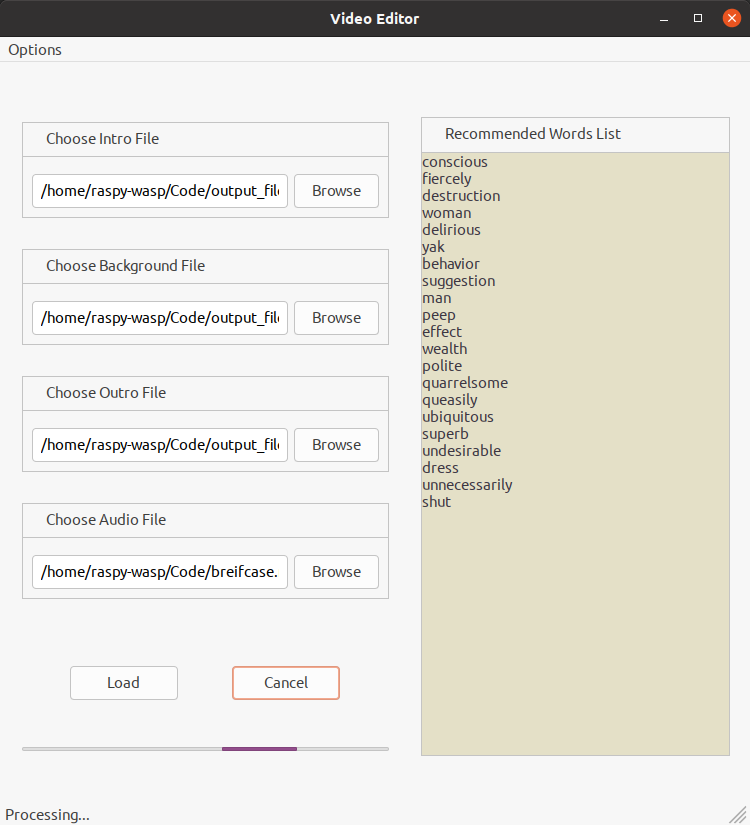 Video Editor
Options
Choose Intro File
/home/raspy-wasp/Code/output_fil
Browse
Choose Background File
/home/raspy-wasp/Code/output_fil
Browse
Choose Outro File
/home/raspy-wasp/Code/output_fil
Browse
Choose Audio File
/home/raspy-wasp/Code/breifcase.
Browse
Load
Cancel
Processing...
Recommended Words List
conscious
fiercely
destruction
woman
delirious
yak
behavior
suggestion
man
peep
effect
wealth
polite
quarrelsome
queasily
ubiquitous
superb
undesirable
dress
unnecessarily
shut